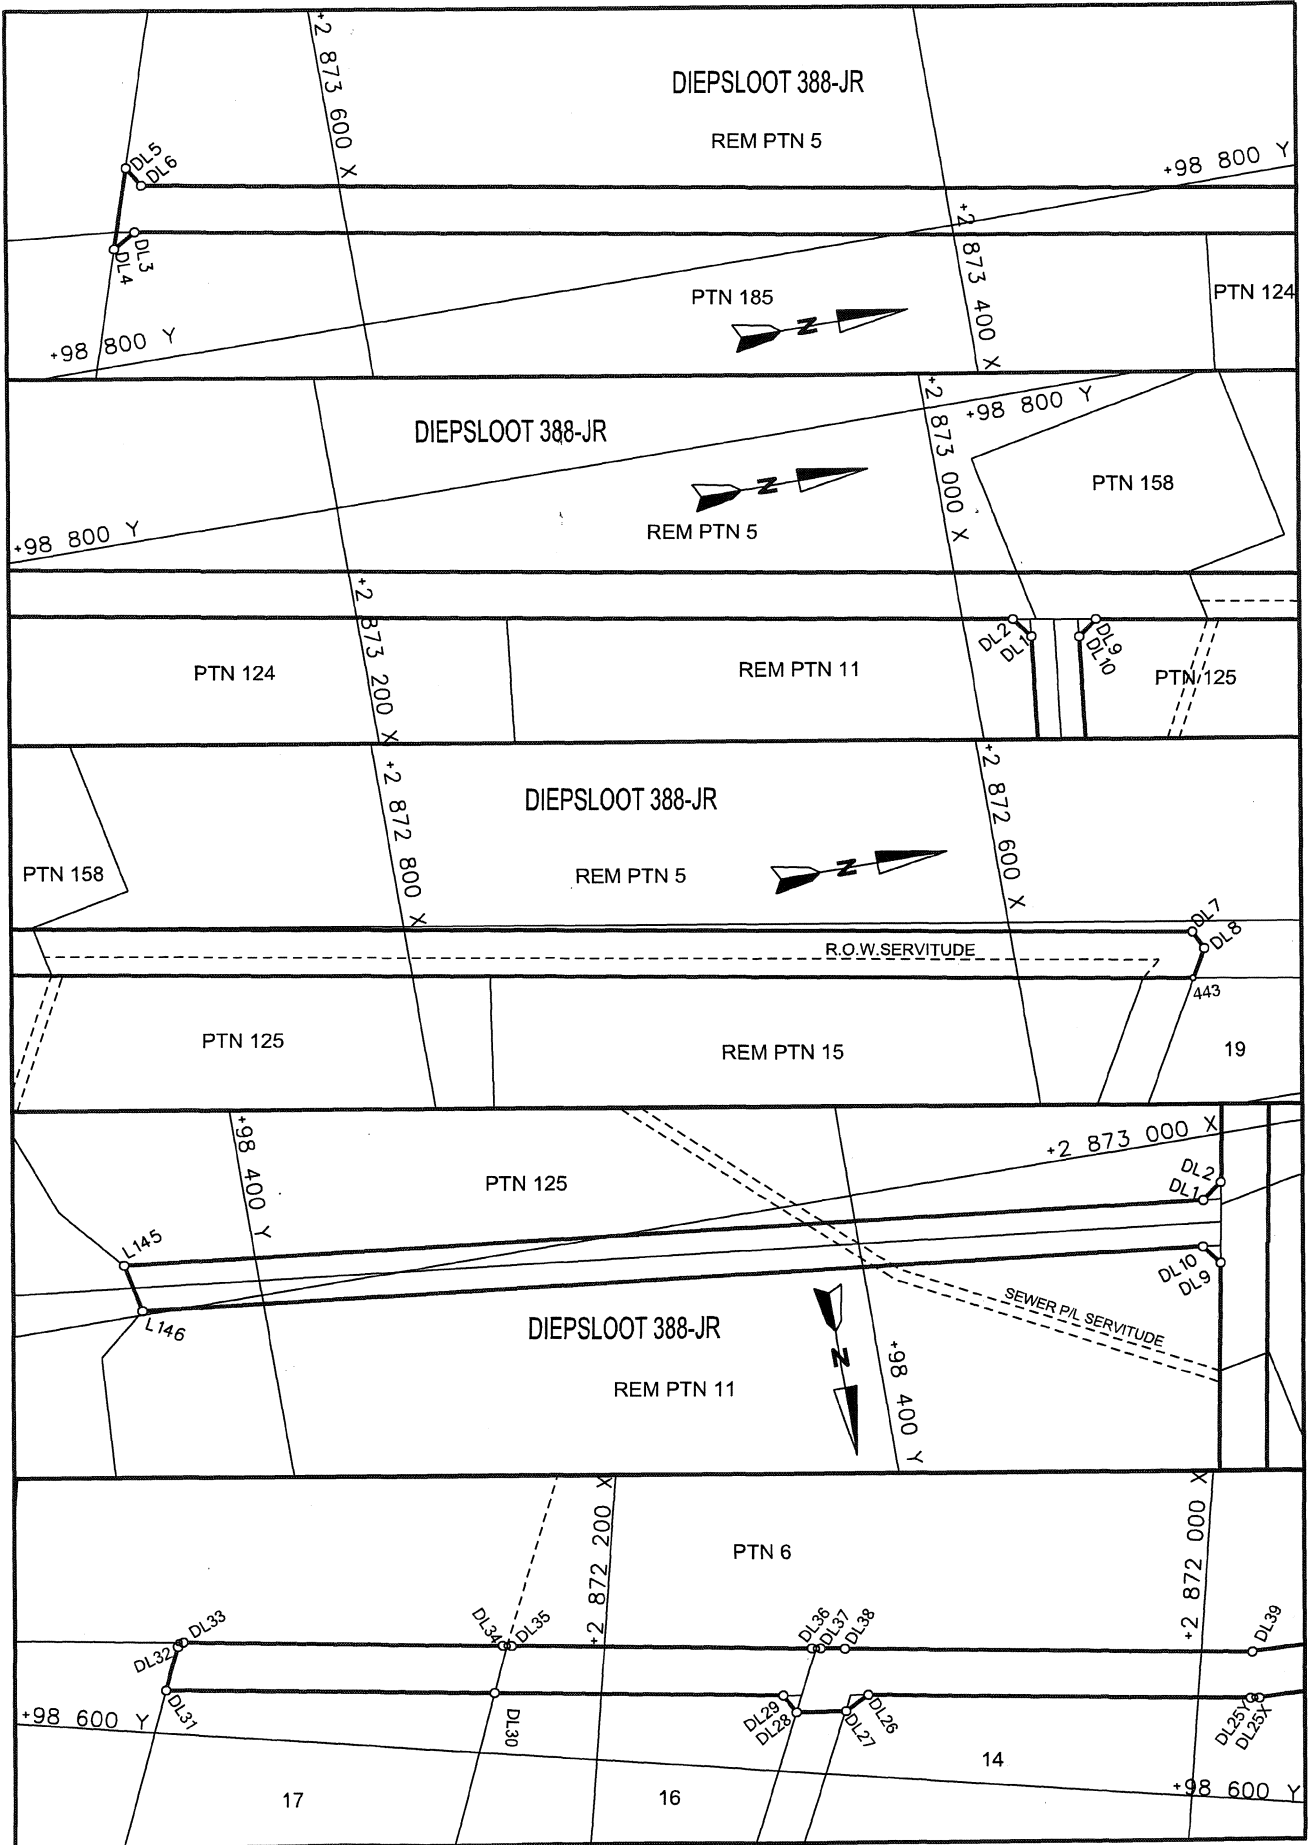 +2 873 600 X
DIEPSLOOT 388-JR
REM PTN 5
+98 800 Y
DL5
DL6
+2 873 400 X
DL3
DL4
PTN 185
PTN 124
N
+98 800 Y
+2 873 000 X
+98 800 Y
DIEPSLOOT 388-JR
PTN 158
N
REM PTN 5
+98 800 Y
+2 873 200 X
DL2
DL1
DL9
DL10
PTN 124
REM PTN 11
PTN 125
+2 872 800 X
+2 872 600 X
DIEPSLOOT 388-JR
PTN 158
REM PTN 5
N
DL7
DL8
R.O.W.SERVITUDE
443
PTN 125
REM PTN 15
19
+98 400 Y
+2 873 000 X
PTN 125
DL2
DL1
L145
DL10
DL9
L146
SEWER P/L SERVITUDE
DIEPSLOOT 388-JR
N
+98 400 Y
REM PTN 11
+2 872 200 X
+2 872 000 X
PTN 6
DL33
DL32
DL34
DL35
DL36
DL37
DL38
DL39
DL31
DL30
DL29
DL28
DL26
DL27
DL25Y
DL25X
+98 600 Y
14
+98 600 Y
17
16